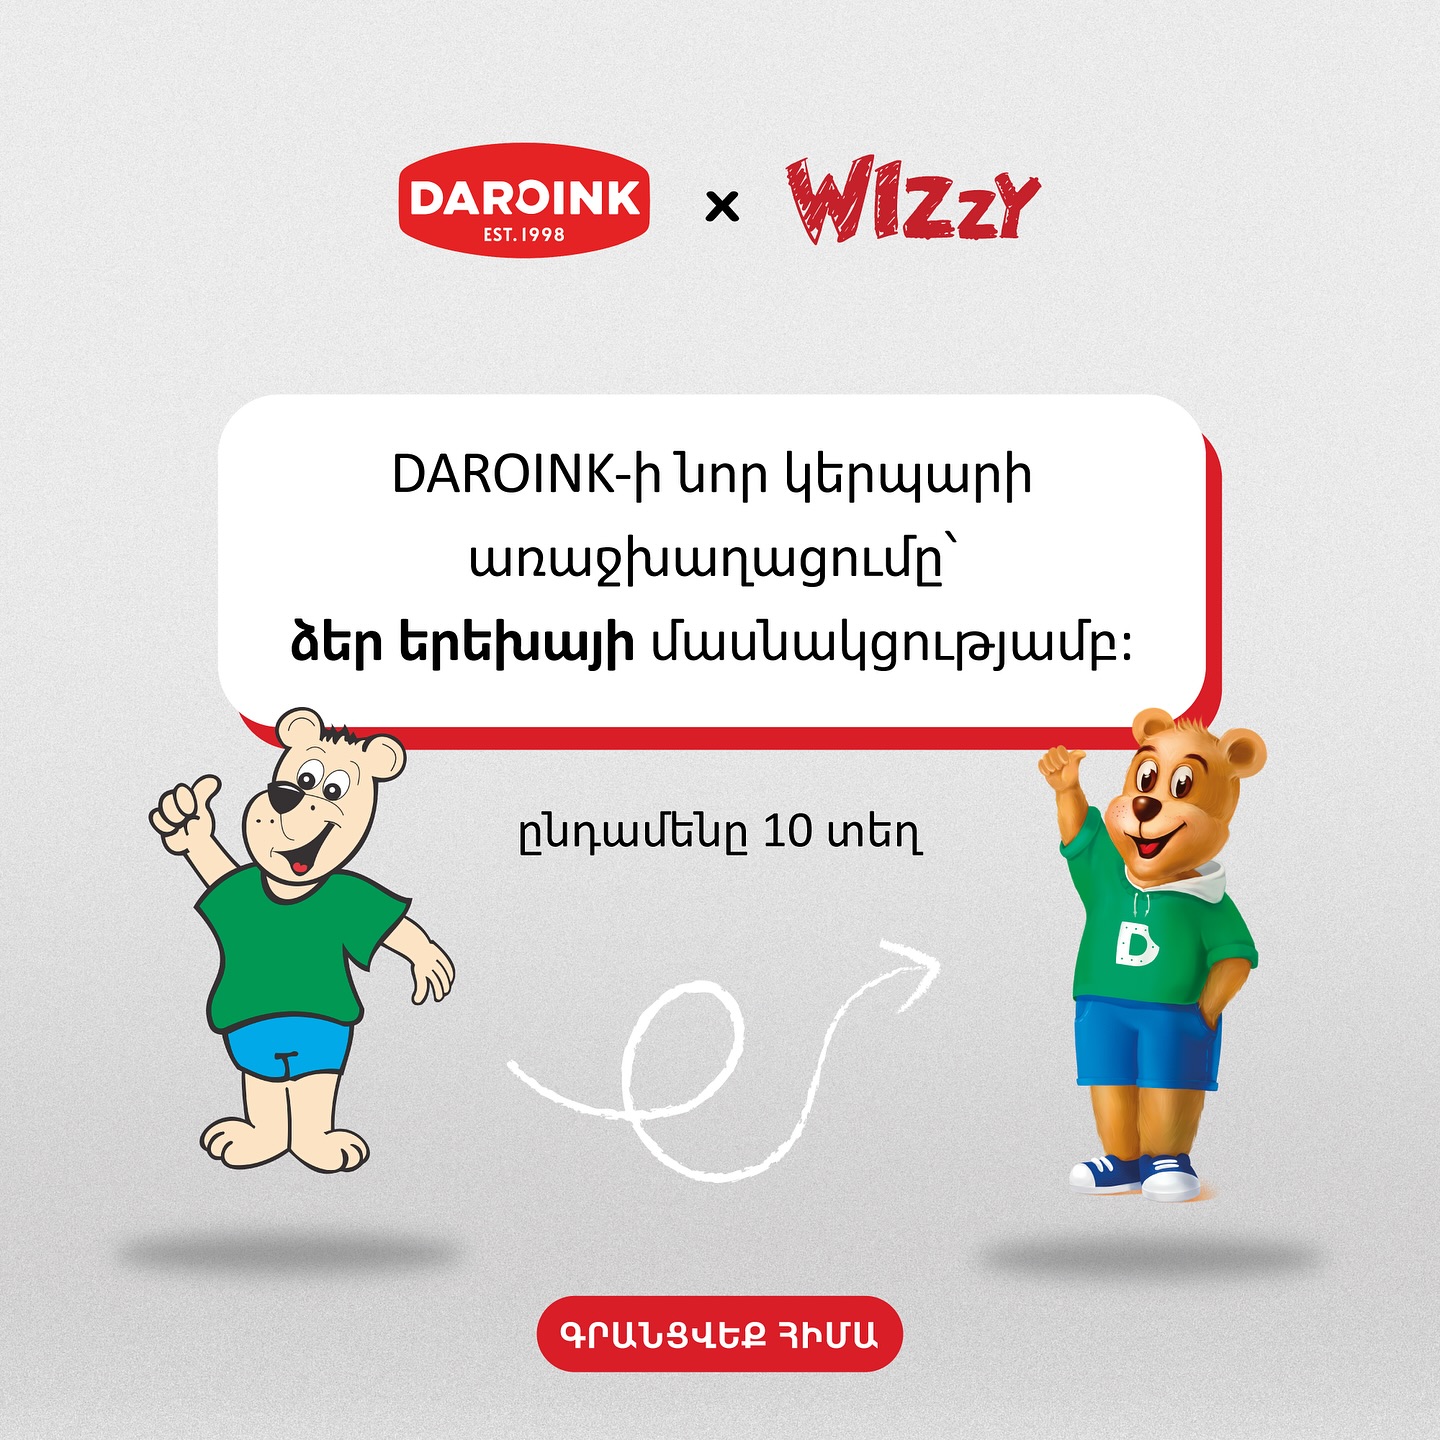 DAROINK
EST. 1998
x
WIZZY
DAROINK-ի նոր կերպարի
առաջխաղացումը՝
ձեր երեխայի մասնակցությամբ:
ընդամենը 10 տեղ
D
ԳՐԱՆՑՎԵՔ ՀԻՄԱ